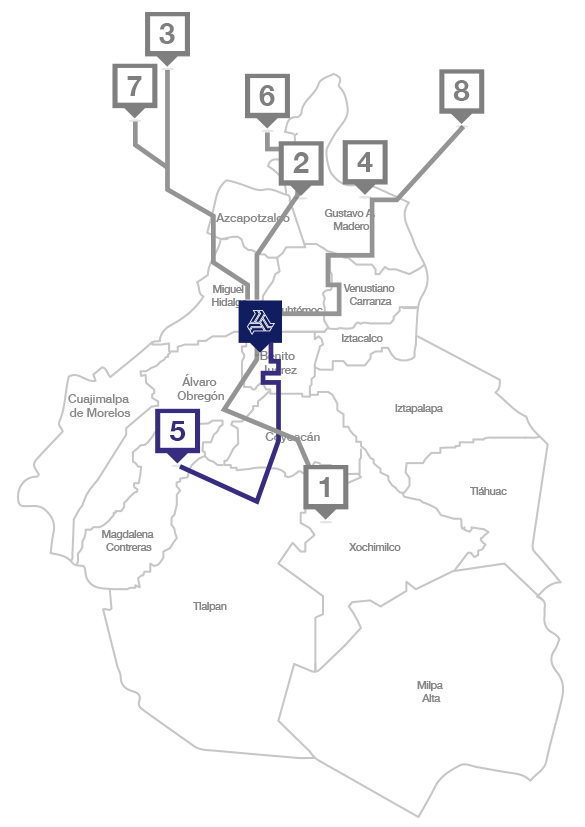 3
7
6
8
2
4
Azcapotzalco
Gustavo A.
Madero
Miguel
Hidalgo
Venustiano
Carranza
Iztacalco
Benito
Juárez
Álvaro
Obregón
Cuajimalpa
de Morelos
Iztapalapa
5
Coyoacán
1
Tláhuac
Magdalena
Contreras
Xochimilco
Tlalpan
Milpa
Alta